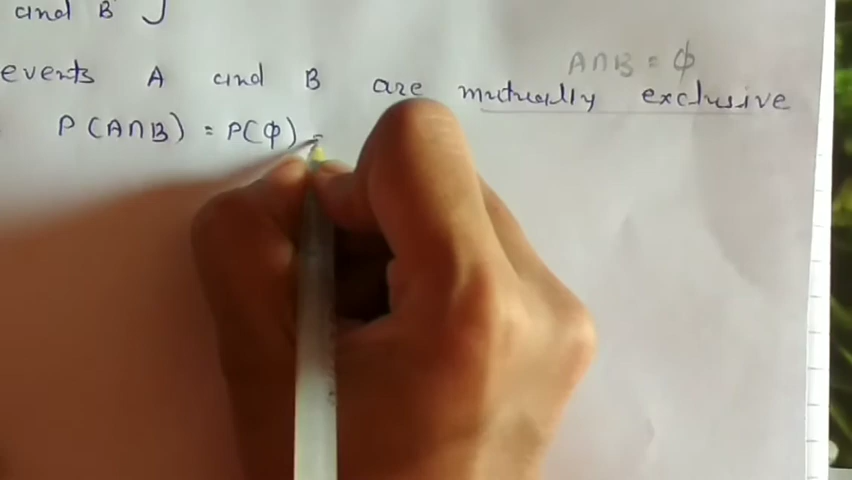 and B
events A and B are mutually exclusive
A∩B = ϕ
P(A∩B) = P(ϕ) =